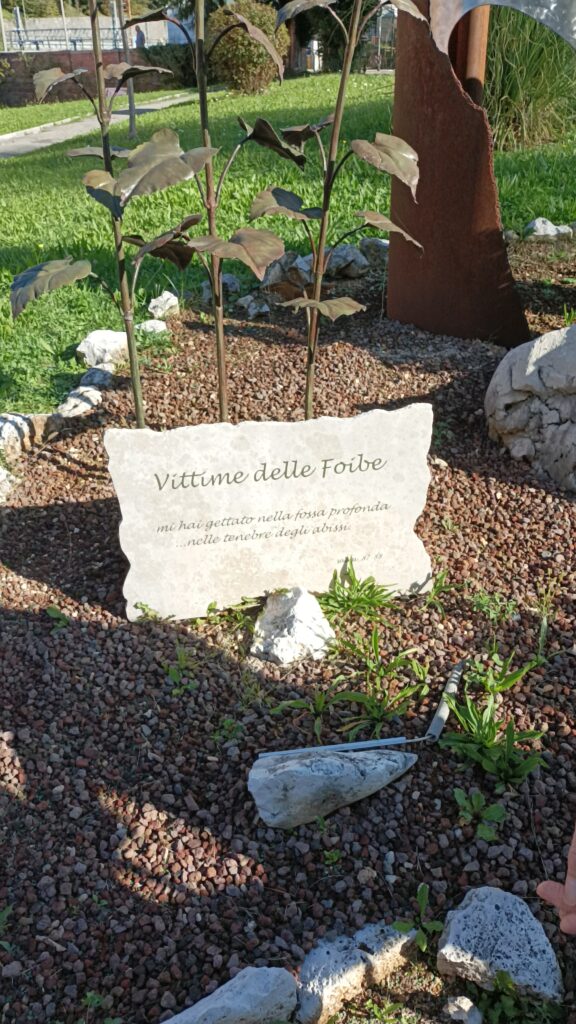 Vittime delle Foibe
mi hai gettato nella fossa profonda
...nelle tenebre degli abissi.